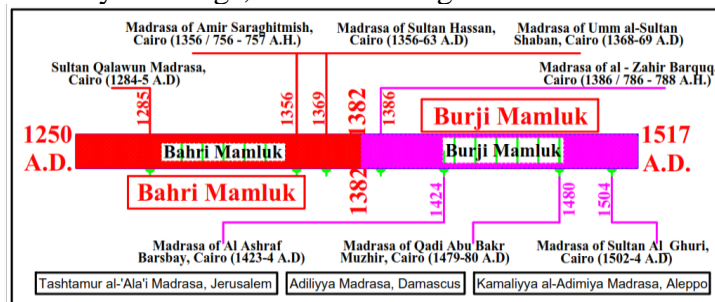 Madrasa of Amir Saraghitmish,
Cairo (1356 / 756 - 757 A.H.)
Madrasa of Sultan Hassan,
Cairo (1356-63 A.D)
Madrasa of Umm al-Sultan
Shaban, Cairo (1368-69 A.D)
Sultan Qalawun Madrasa,
Cairo (1284-5 A.D)
Madrasa of al - Zahir Barquq,
Cairo (1386 / 786 - 788 A.H.)
1285
1356
1369
1382
1386
Burji Mamluk
1250
A.D.
Bahri Mamluk
Burji Mamluk
1517
A.D.
Bahri Mamluk
1382
1424
1480
1504
Madrasa of Al Ashraf
Barsbay, Cairo (1423-4 A.D)
Madrasa of Qadi Abu Bakr
Muzhir, Cairo (1479-80 A.D)
Madrasa of Sultan Al Ghuri,
Cairo (1502-4 A.D)
Tashtamur al-'Ala'i Madrasa, Jerusalem
Adiliyya Madrasa, Damascus
Kamaliyya al-Adimiya Madrasa, Aleppo